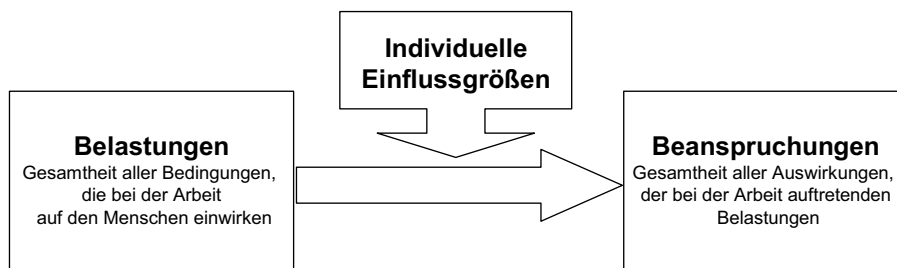 Individuelle
Einflussgrößen
Belastungen
Gesamtheit aller Bedingungen,
die bei der Arbeit
auf den Menschen einwirken
Beanspruchungen
Gesamtheit aller Auswirkungen,
der bei der Arbeit auftretenden
Belastungen